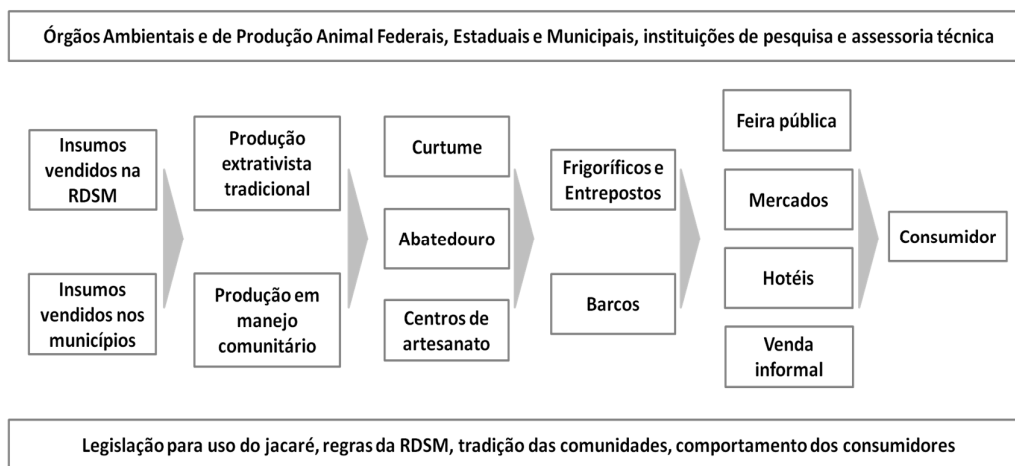 Órgãos Ambientais e de Produção Animal Federais, Estaduais e Municipais, instituições de pesquisa e assessoria técnica
Insumos
vendidos na
RDSM
Insumos
vendidos nos
municípios
Produção
extrativista
tradicional
Produção em
manejo
comunitário
Curtume
Abatedouro
Centros de
artesanato
Frigoríficos e
Entrepostos
Barcos
Feira pública
Mercados
Hotéis
Venda
informal
Consumidor
Legislação para uso do jacaré, regras da RDSM, tradição das comunidades, comportamento dos consumidores